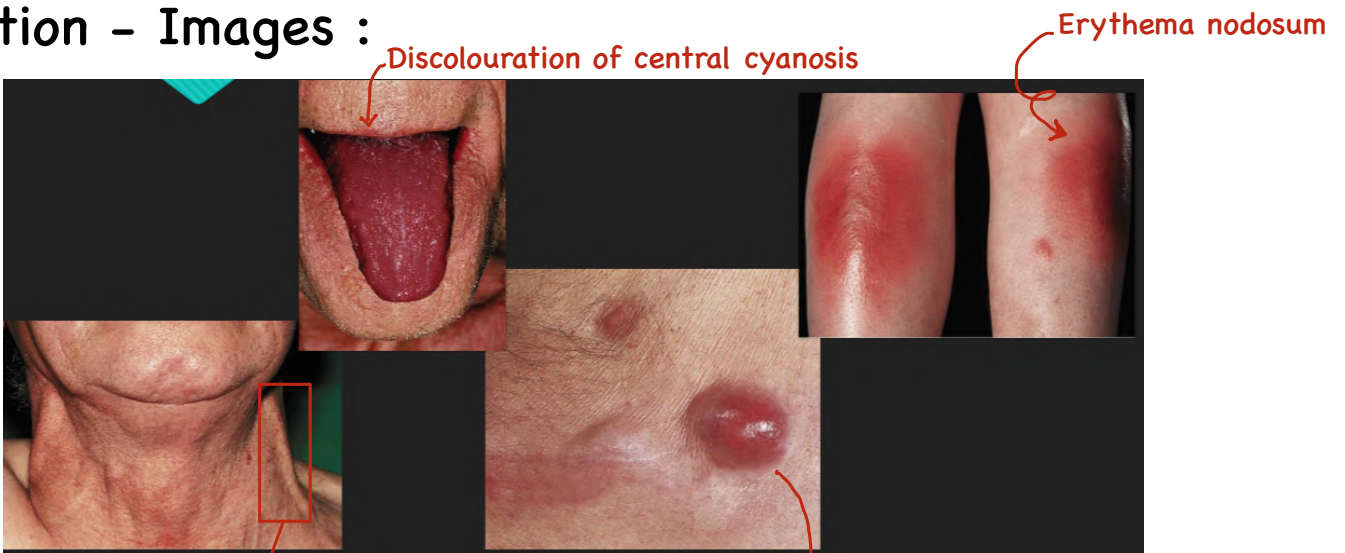 tion - Images :
Discolouration of central cyanosis
Erythema nodosum